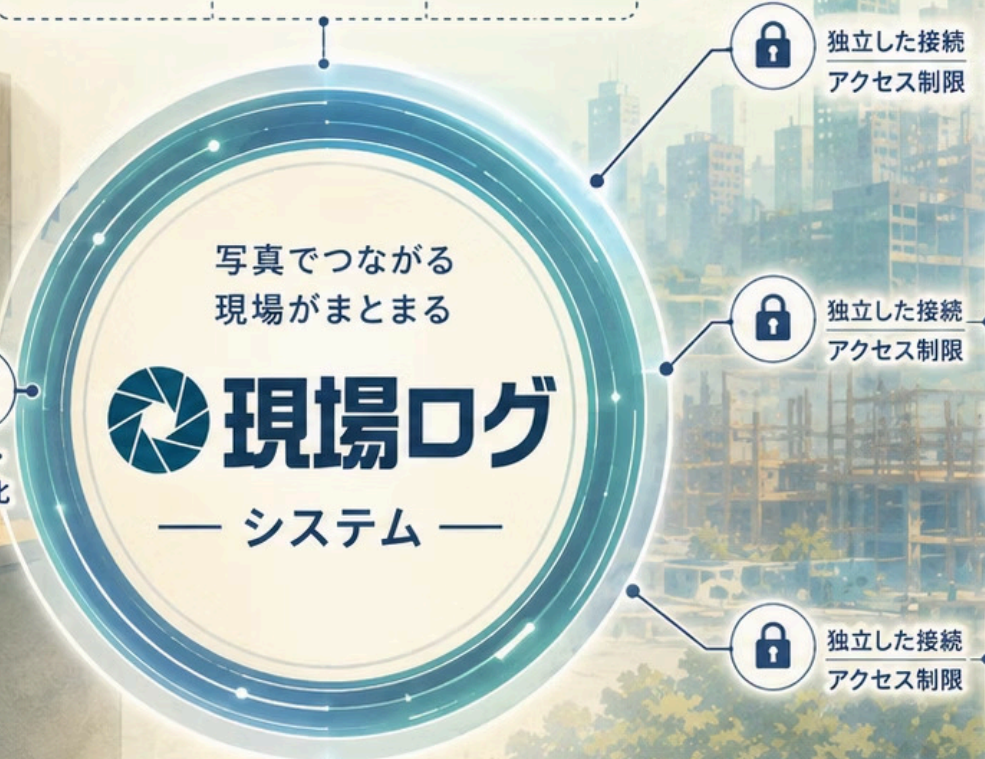 独立した接続
アクセス制限
写真でつながる
現場がまとまる
現場ログ
システム
独立した接続
アクセス制限
独立した接続
アクセス制限